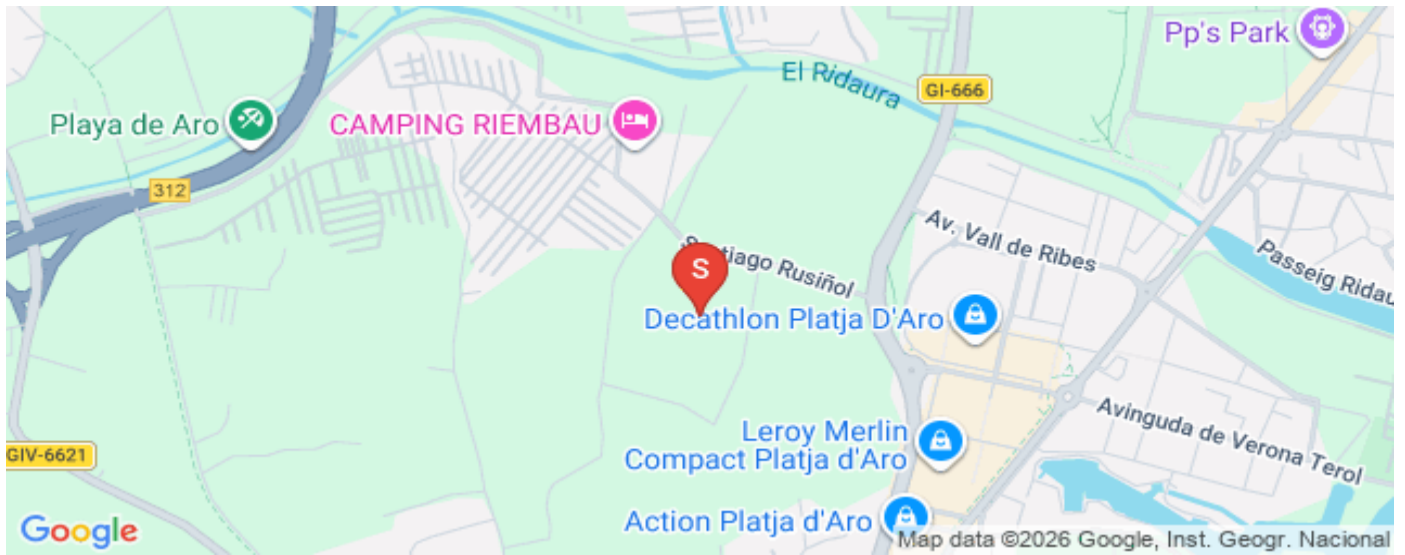 Pp's Park
El Ridaura
GI-666
Playa de Aro
CAMPING RIEMBAU
312
Av. Vall de Ribes
Santiago Rusiñol
S
Passeig Ridau
Decathlon Platja D'Aro
Leroy Merlin
Compact Platja d'Aro
Avinguda de Verona Terol
GIV-6621
Action Platja d'Aro
Google
Map data ©2026 Google, Inst. Geogr. Nacional